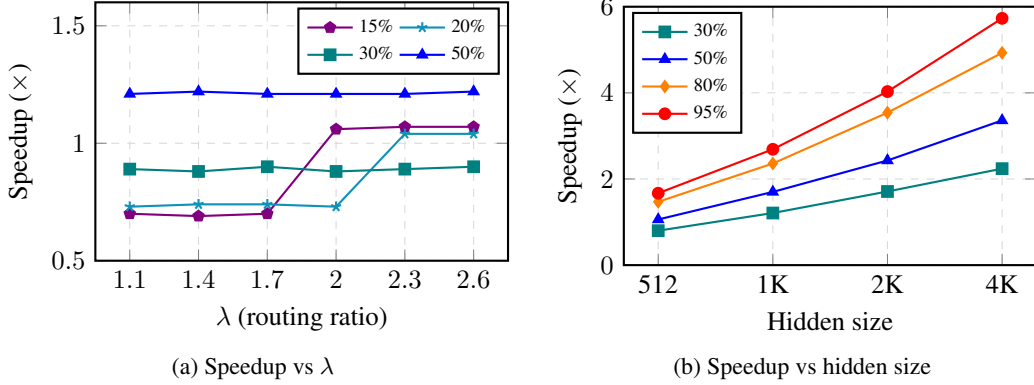 1.5
1
0.5
Speedup (×)
15%
20%
30%
50%
1.1 1.4 1.7 2 2.3 2.6
λ (routing ratio)
(a) Speedup vs λ
6
4
2
0
Speedup (×)
30%
50%
80%
95%
512 1K 2K 4K
Hidden size
(b) Speedup vs hidden size